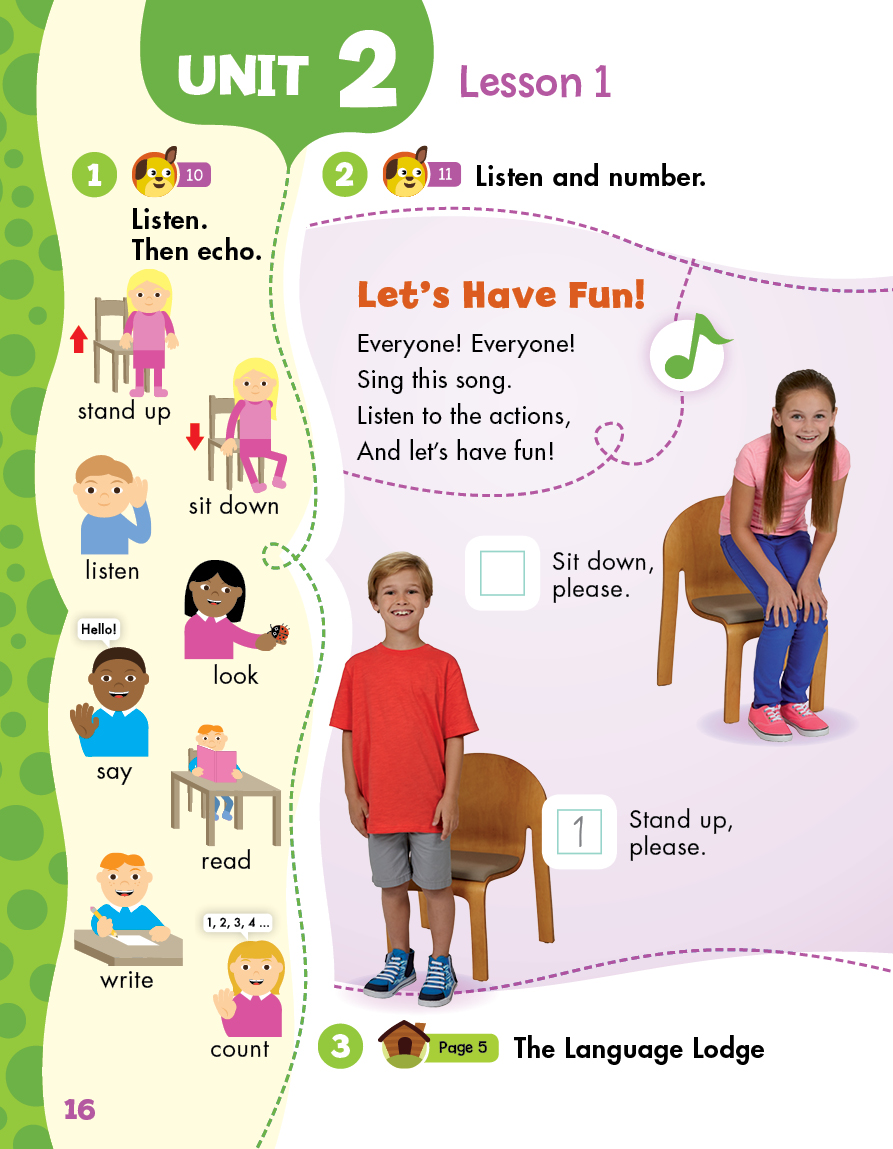 UNIT 2
Lesson 1
1
10
Listen.
Then echo.
stand up
sit down
listen
look
Hello!
say
read
write
1, 2, 3, 4 ...
count
2
11
Listen and number.
Let's Have Fun!
Everyone! Everyone!
Sing this song.
Listen to the actions,
And let's have fun!
Sit down,
please.
1
Stand up,
please.
3
Page 5
The Language Lodge
16